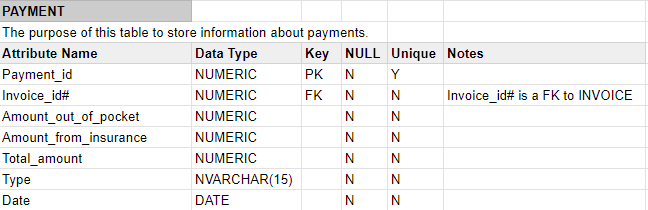 PAYMENT
The purpose of this table to store information about payments.
Attribute Name Data Type Key NULL Unique Notes
Payment_id NUMERIC PK N Y
Invoice_id# NUMERIC FK N N Invoice_id# is a FK to INVOICE
Amount_out_of_pocket NUMERIC N N
Amount_from_insurance NUMERIC N N
Total_amount NUMERIC N N
Type NVARCHAR(15) N N
Date DATE N N